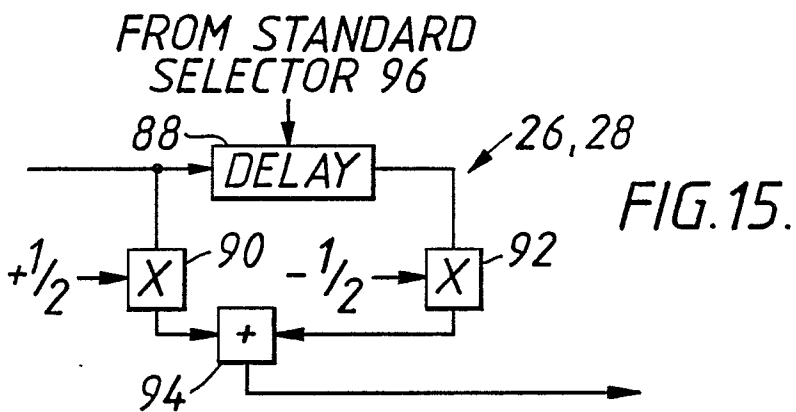 FROM STANDARD
SELECTOR 96
88
DELAY
26, 28
FIG. 15.
+1/2
X
90
-1/2
X
92
+
94